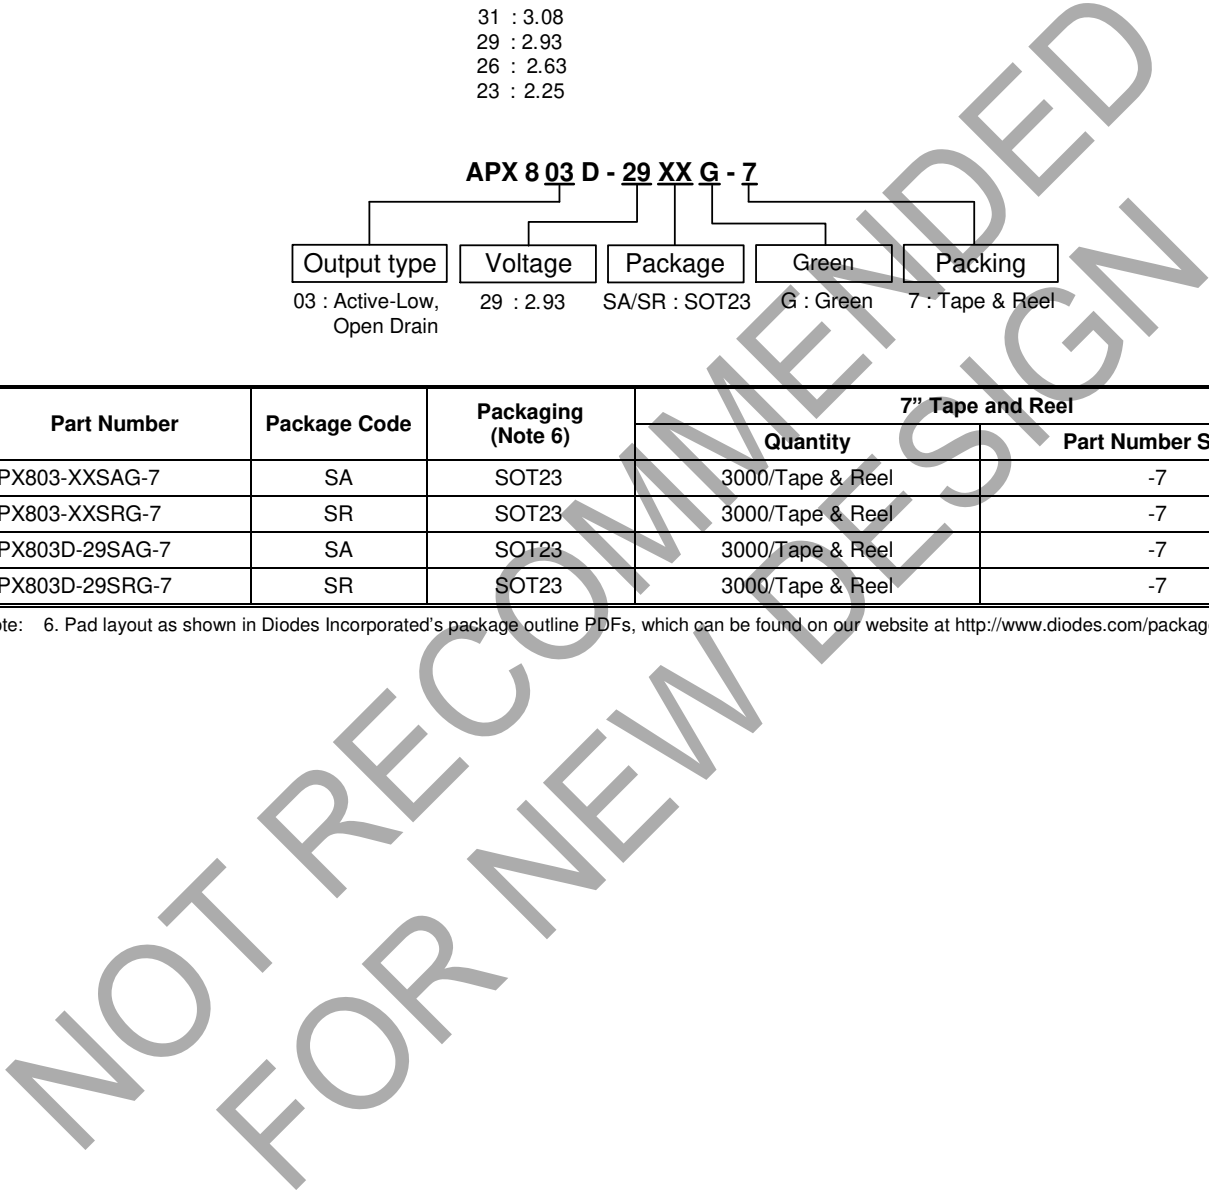 31 : 3.08
29 : 2.93
26 : 2.63
23 : 2.25
APX 8 03 D - 29 XX G - 7
Output type Voltage Package Green Packing
03 : Active-Low, Open Drain
29 : 2.93
SA/SR : SOT23
G : Green
7 : Tape & Reel
Part Number Package Code Packaging (Note 6) 7” Tape and Reel
Quantity Part Number S
PX803-XXSAG-7 SA SOT23 3000/Tape & Reel -7
PX803-XXSRG-7 SR SOT23 3000/Tape & Reel -7
PX803D-29SAG-7 SA SOT23 3000/Tape & Reel -7
PX803D-29SRG-7 SR SOT23 3000/Tape & Reel -7
te: 6. Pad layout as shown in Diodes Incorporated's package outline PDFs, which can be found on our website at http://www.diodes.com/packag
NOT RECOMMENDED
FOR NEW DESIGN